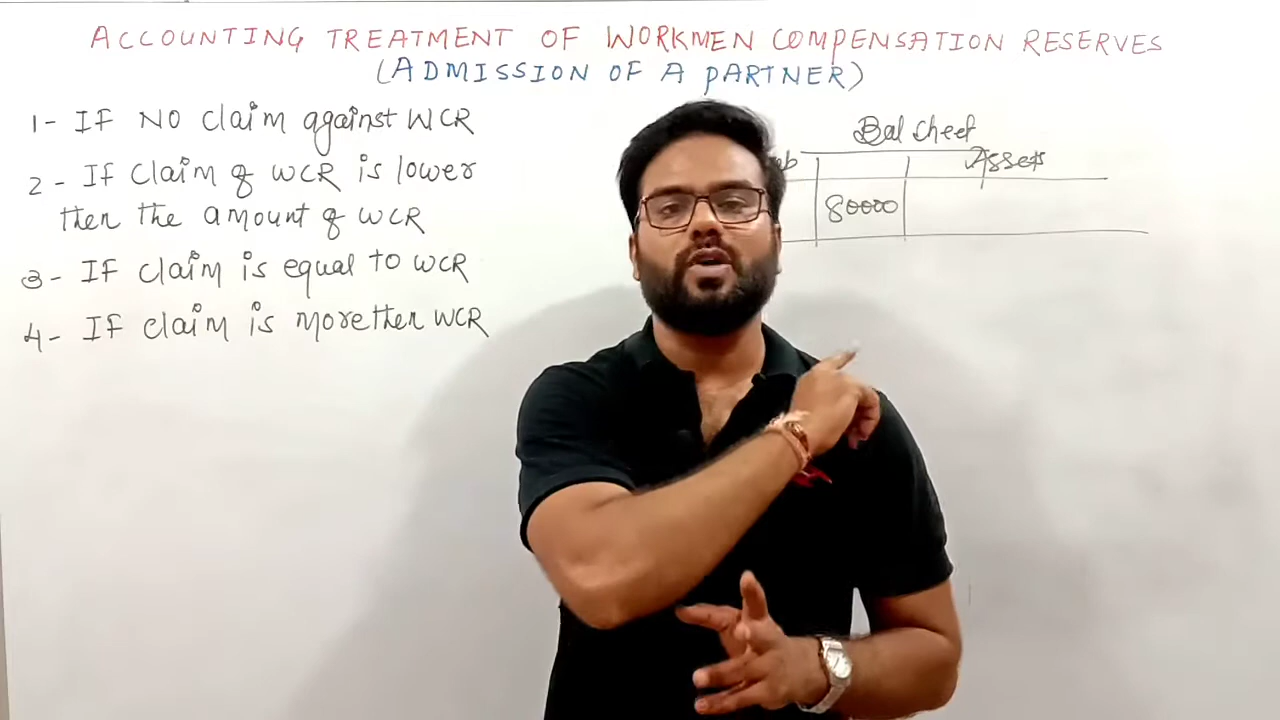 ACCOUNTING TREATMENT OF WORKMEN COMPENSATION RESERVES
(ADMISSION OF A PARTNER)
1- IF NO claim against WCR
2 - If claim of WCR is lower
then the amount of WCR
3- IF claim is equal to WCR
4- IF claim is more then WCR
Bal sheet
Assets
80000